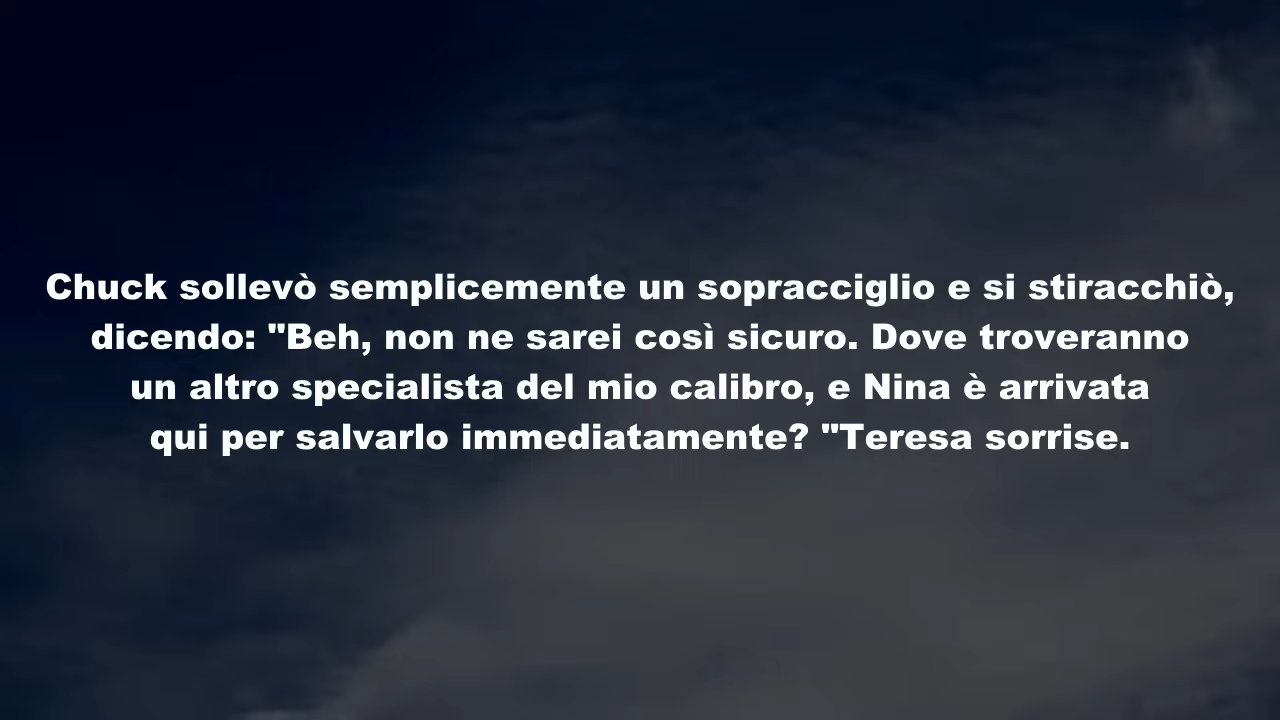 Chuck sollevò semplicemente un sopracciglio e si stiracchiò,
dicendo: "Beh, non ne sarei così sicuro. Dove troveranno
un altro specialista del mio calibro, e Nina è arrivata
qui per salvarlo immediatamente? "Teresa sorrise.